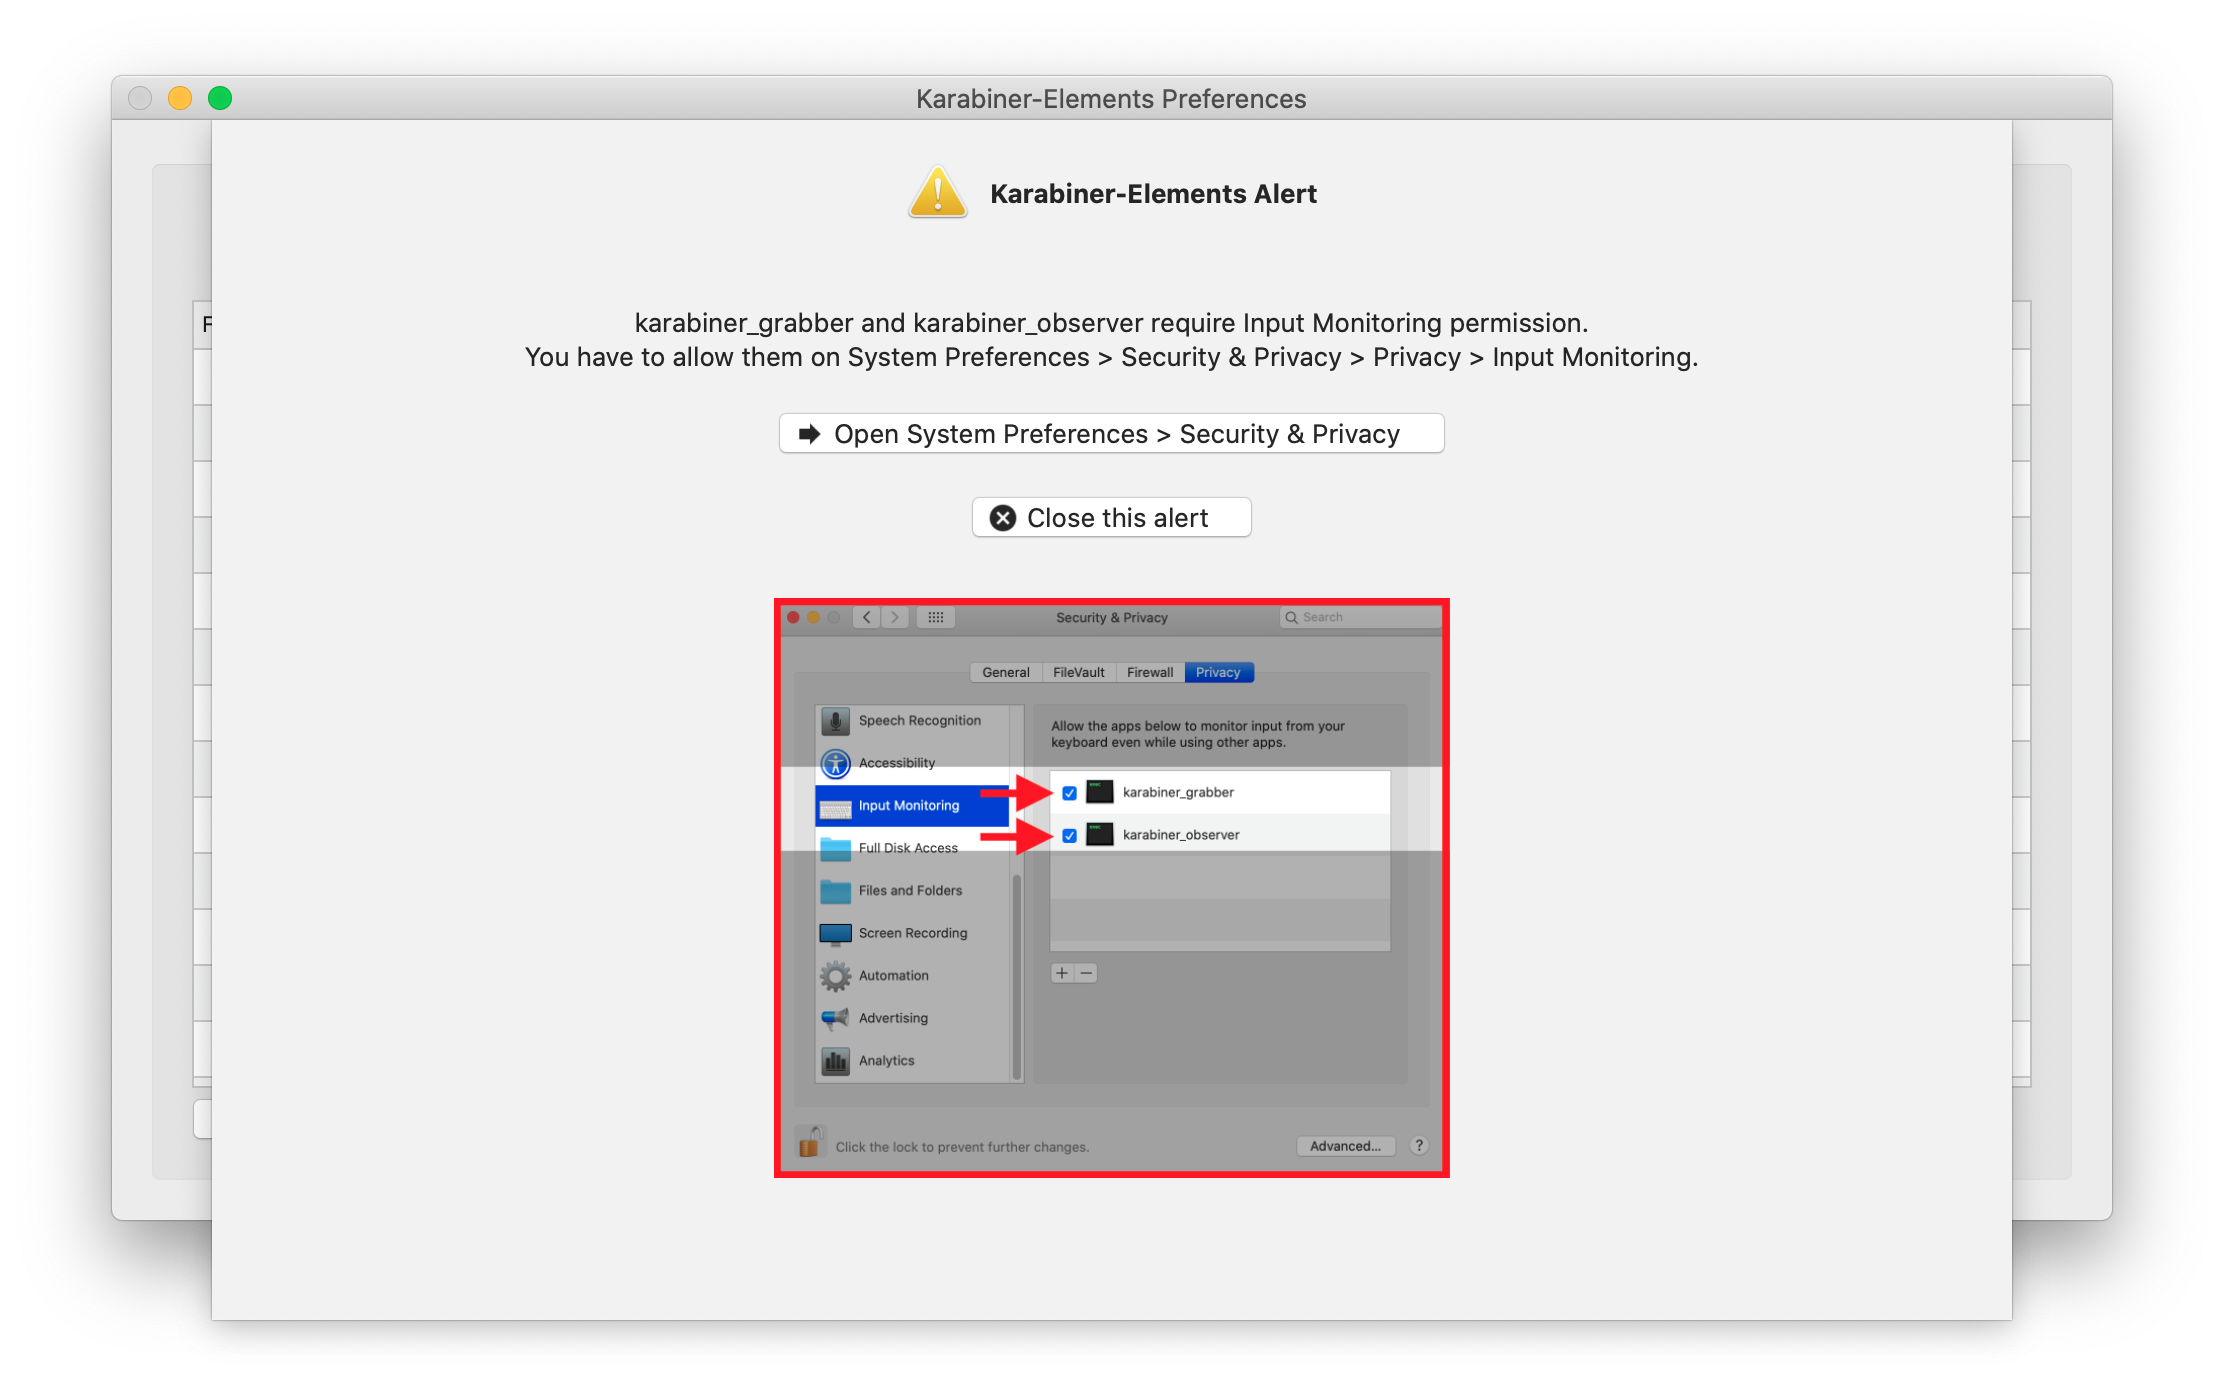 Karabiner-Elements Preferences
Karabiner-Elements Alert
F
karabiner_grabber and karabiner_observer require Input Monitoring permission.
You have to allow them on System Preferences > Security & Privacy > Privacy > Input Monitoring.
Open System Preferences > Security & Privacy
Close this alert
Security & Privacy
Search
General
FileVault
Firewall
Privacy
Speech Recognition
Accessibility
Input Monitoring
Full Disk Access
Files and Folders
Screen Recording
Automation
Advertising
Analytics
Allow the apps below to monitor input from your
keyboard even while using other apps.
karabiner_grabber
karabiner_observer
+ −
Click the lock to prevent further changes.
Advanced...
?